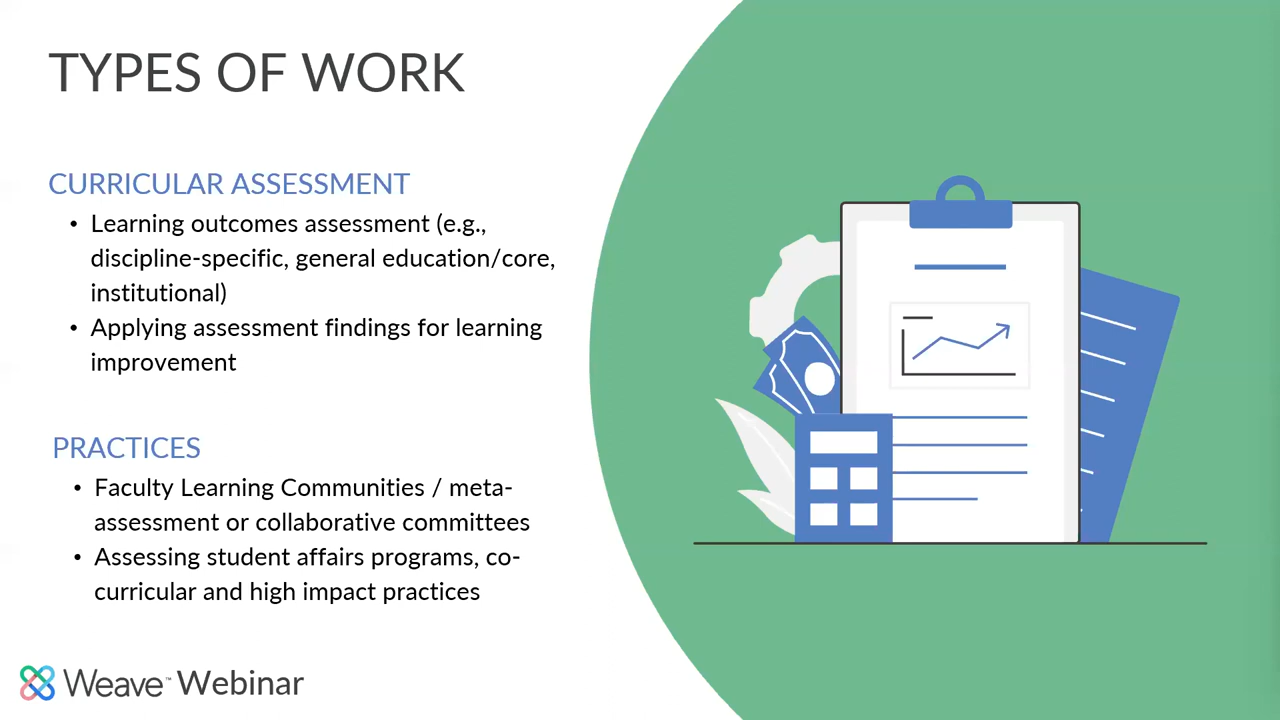 TYPES OF WORK
CURRICULAR ASSESSMENT
• Learning outcomes assessment (e.g.,
discipline-specific, general education/core,
institutional)
• Applying assessment findings for learning
improvement
PRACTICES
• Faculty Learning Communities / meta-
assessment or collaborative committees
• Assessing student affairs programs, co-
curricular and high impact practices
Weave™ Webinar